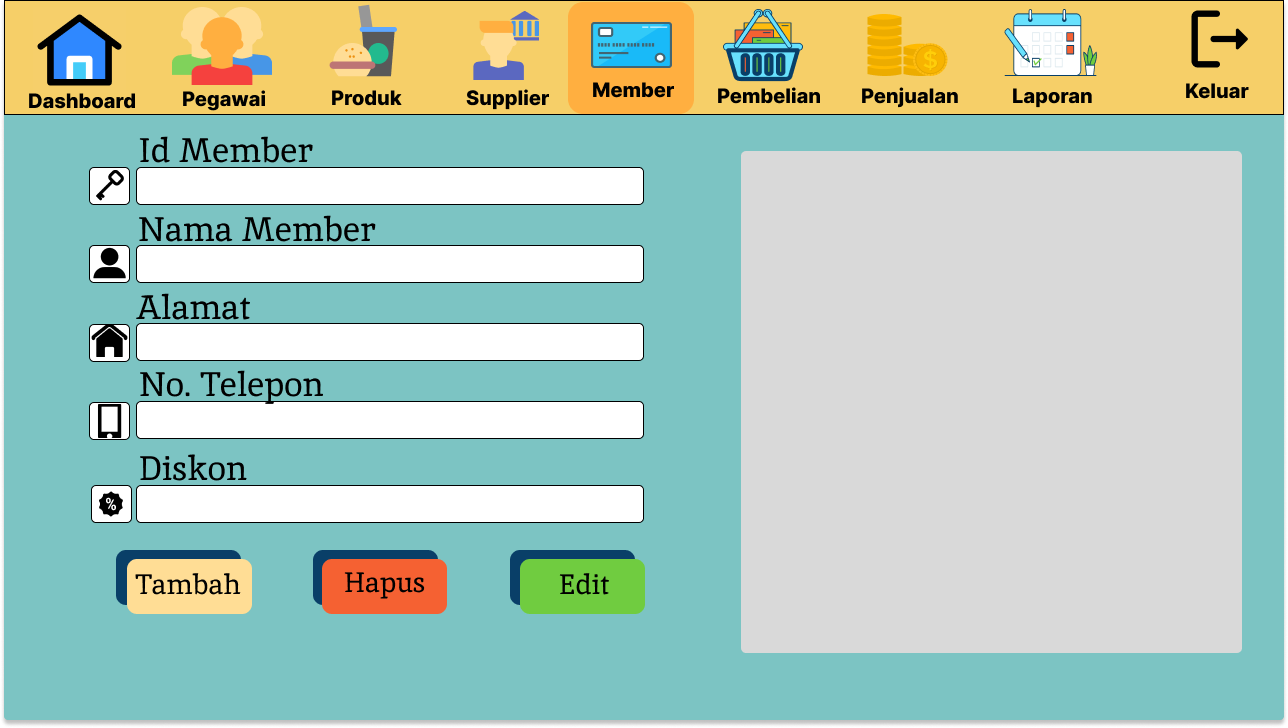 Dashboard
Pegawai
Produk
Supplier
Member
Pembelian
Penjualan
Laporan
Keluar
Id Member
Nama Member
Alamat
No. Telepon
Diskon
%
Tambah
Hapus
Edit